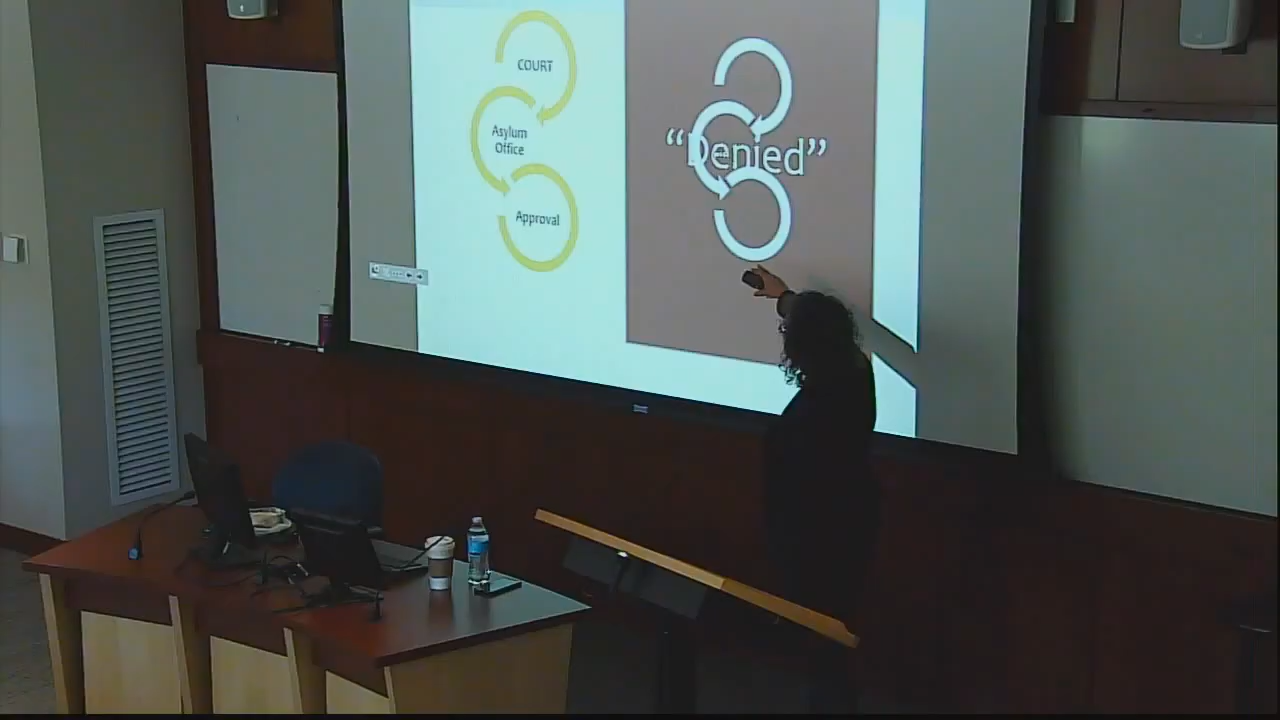 COURT
Asylum
Office
Approval
“Denied”